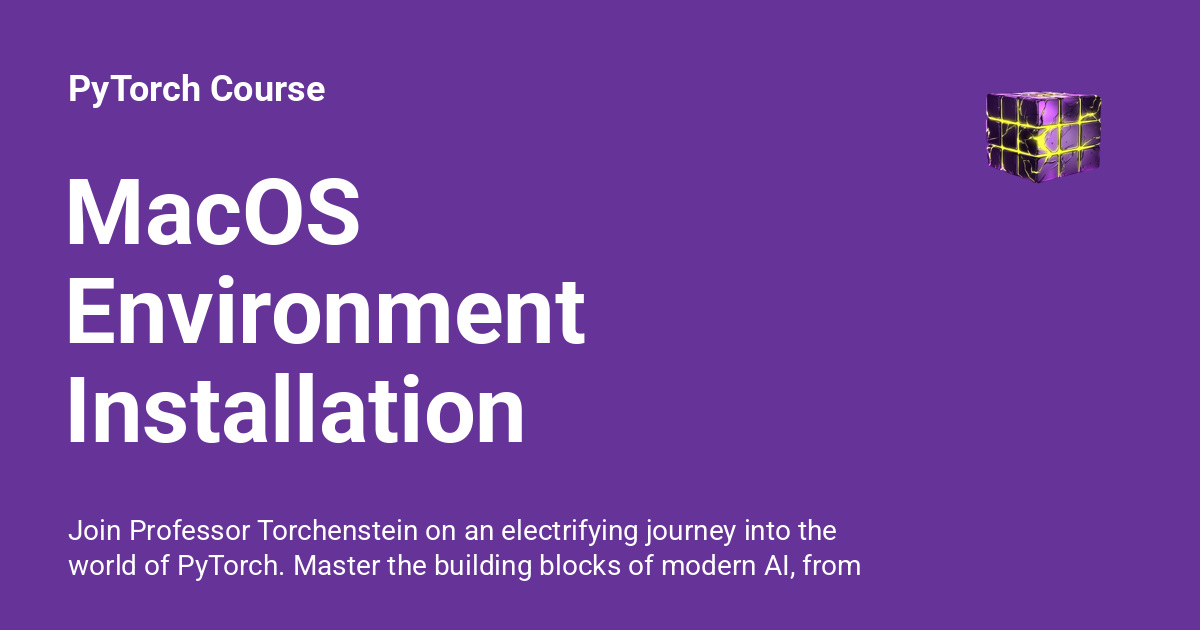 PyTorch Course
MacOS
Environment
Installation
Join Professor Torchenstein on an electrifying journey into the
world of PyTorch. Master the building blocks of modern AI, from